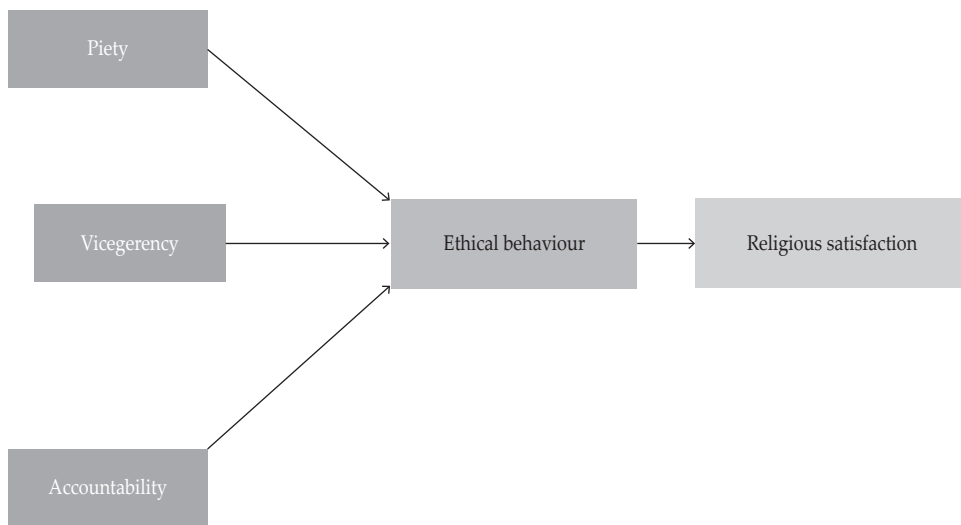 Piety
Vicegerency
Ethical behaviour
Religious satisfaction
Accountability